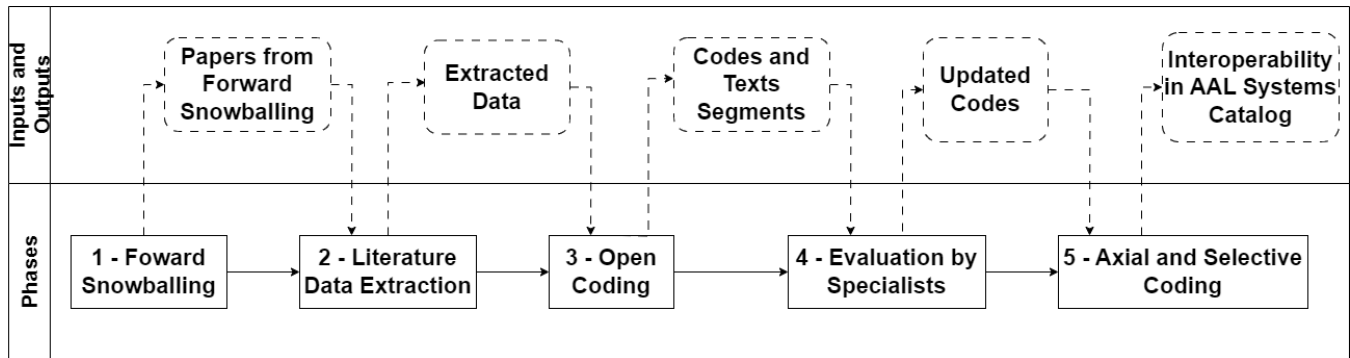 Inputs and
Outputs
Papers from
Forward
Snowballing
Extracted
Data
Codes and
Texts
Segments
Updated
Codes
Interoperability
in AAL Systems
Catalog
Phases
1 - Foward
Snowballing
2 - Literature
Data Extraction
3 - Open
Coding
4 - Evaluation by
Specialists
5 - Axial and Selective
Coding